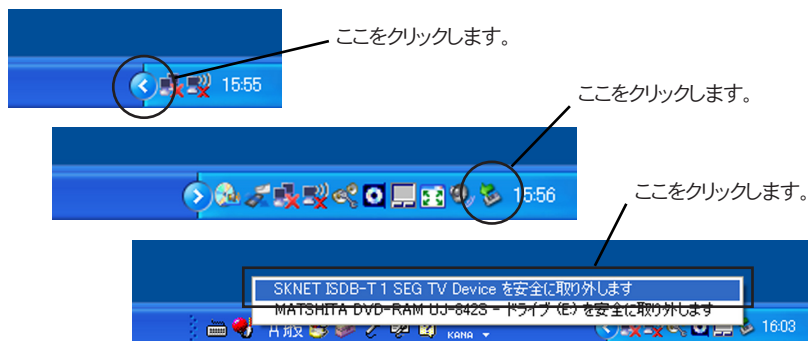 ここをクリックします。
15:55
ここをクリックします。
15:56
ここをクリックします。
SKNET ISDB-T 1 SEG TV Device を安全に取り外します
MATSHITA DVD-RAM UJ-842S - ドライブ (E:) を安全に取り外します
A 般
KANA
16:03